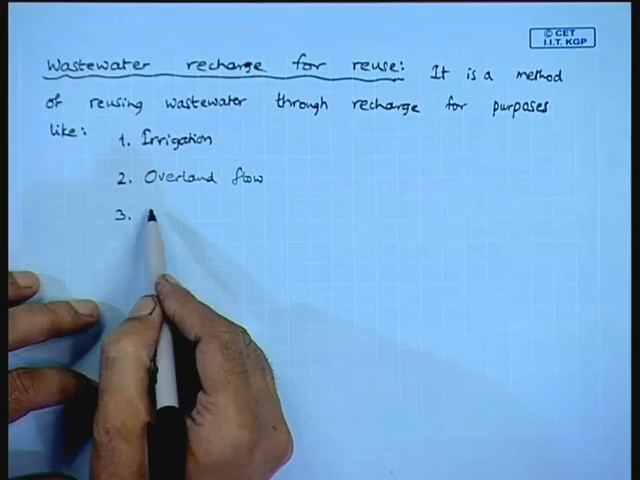 © CET
I.I.T. KGP
Wastewater recharge for reuse: It is a method
of reusing wastewater through recharge for purposes
like: 1. Irrigation
2. Overland flow
3.